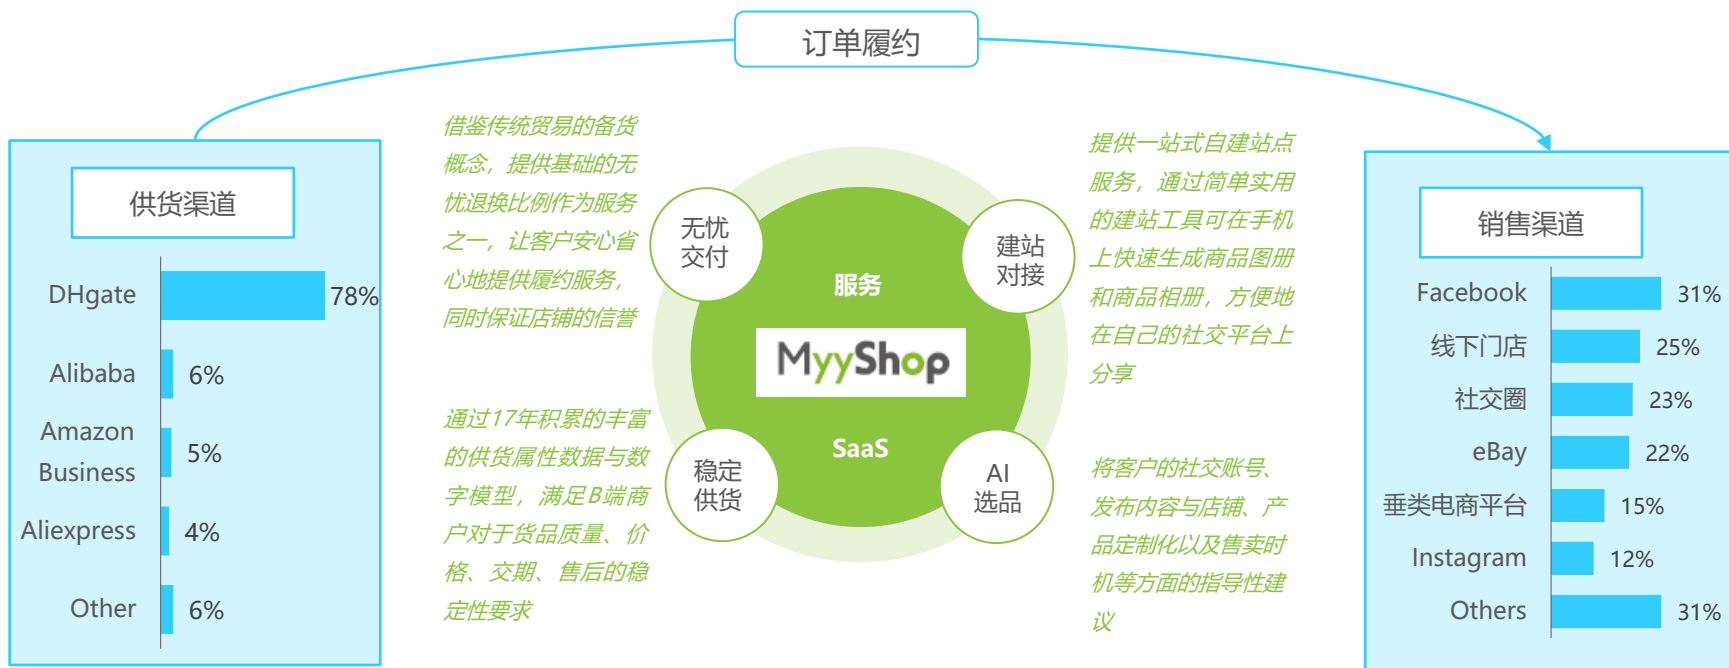 订单履约
供货渠道
DHgate
78%
Alibaba
6%
Amazon
Business
5%
Aliexpress
4%
Other
6%
借鉴传统贸易的备货
概念，提供基础的无
忧退换比例作为服务
之一，让客户安心省
心地提供履约服务，
同时保证店铺的信誉
通过17年积累的丰富
的供货属性数据与数
字模型，满足B端商
户对于货品质量、价
格、交期、售后的稳
定性要求
无忧
交付
建站
对接
服务
MyyShop
SaaS
稳定
供货
AI
选品
提供一站式自建站点
服务，通过简单实用
的建站工具可在手机
上快速生成商品图册
和商品相册，方便地
在自己的社交平台上
分享
将客户的社交账号、
发布内容与店铺、产
品定制化以及售卖时
机等方面的指导性建
议
销售渠道
Facebook
31%
线下门店
25%
社交圈
23%
eBay
22%
垂类电商平台
15%
Instagram
12%
Others
31%